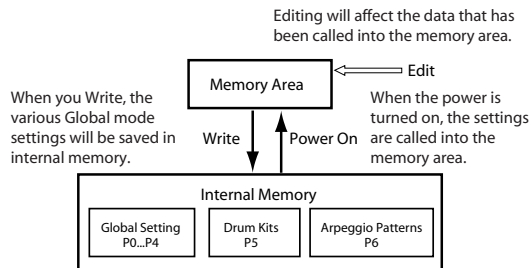 Editing will affect the data that has
been called into the memory area.
Edit
Memory Area
When you Write, the
various Global mode
settings will be saved in
internal memory.
Write
Power On
When the power is
turned on, the settings
are called into the
memory area.
Internal Memory
Global Setting
P0...P4
Drum Kits
P5
Arpeggio Patterns
P6